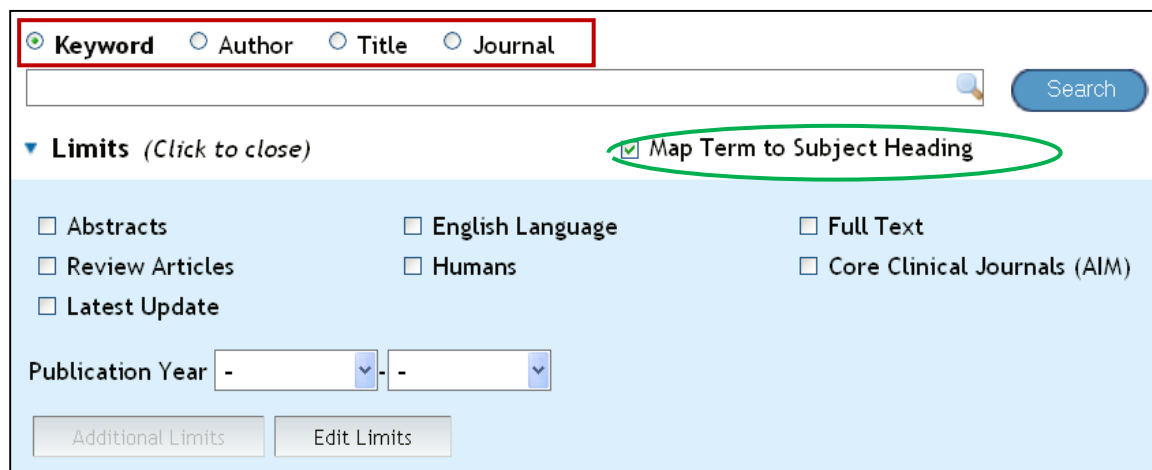 Keyword Author Title Journal
Search
Limits (Click to close) Map Term to Subject Heading
Abstracts English Language Full Text
Review Articles Humans Core Clinical Journals (AIM)
Latest Update
Publication Year - - -
Additional Limits Edit Limits